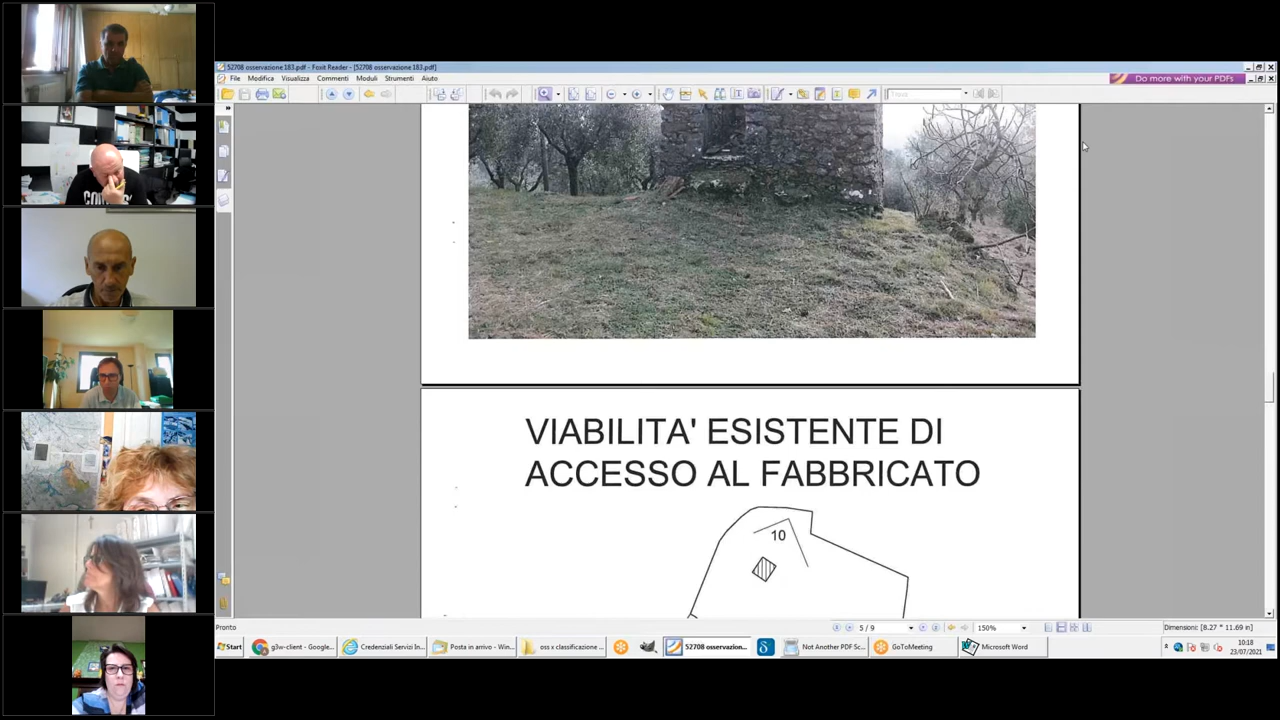 52708 osservazione 183.pdf - Foxit Reader - [52708 osservazione 183.pdf]
File Modifica Visualizza Commenti Moduli Strumenti Aiuto
Do more with your PDFs
VIABILITA' ESISTENTE DI
ACCESSO AL FABBRICATO
10
Pronto
5 / 9
150%
Dimensioni: [8.27 * 11.69 in]
Start
g3w-client - Google...
Credenziali Servizi In...
Posta in arrivo - Win...
oss x classificazione ...
52708 osservazion...
Not Another PDF Sc...
GoToMeeting
Microsoft Word
10:18
23/07/2021